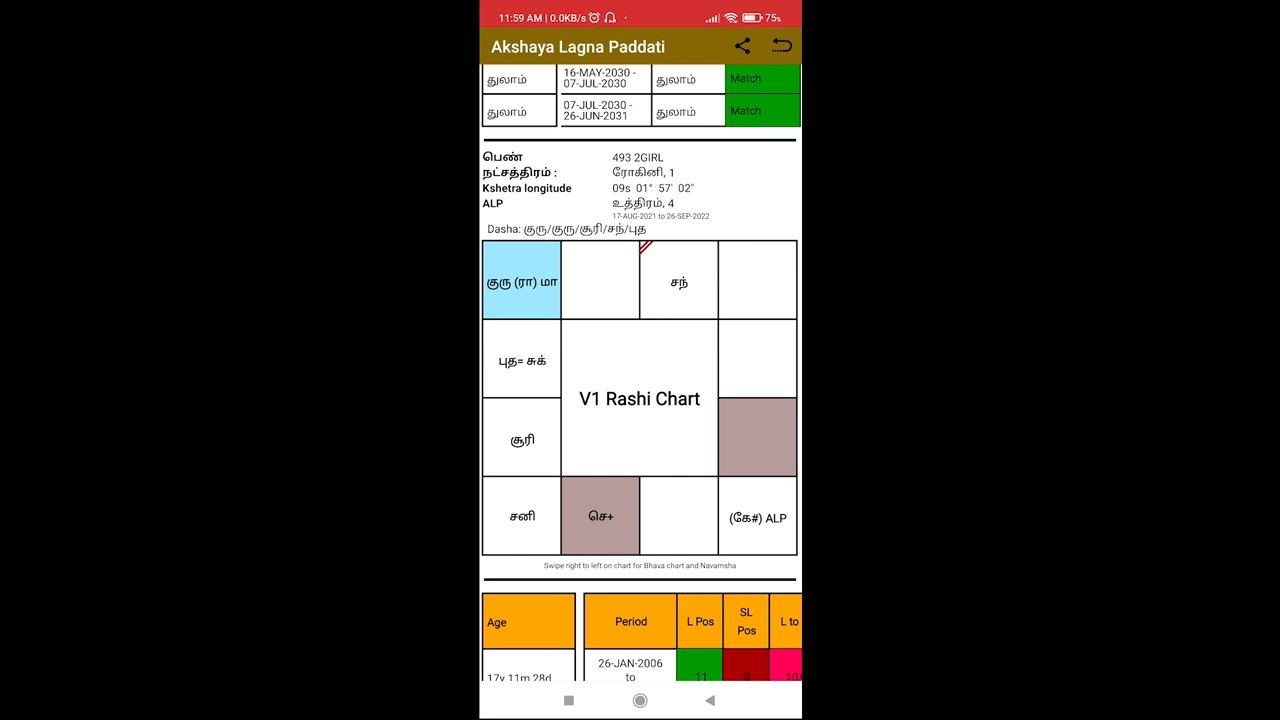 11:59 AM | 0.0KB/s 75%
Akshaya Lagna Paddati
துலாம் 16-MAY-2030 - 07-JUL-2030 துலாம் Match
துலாம் 07-JUL-2030 - 26-JUN-2031 துலாம் Match
பெண் 493 2GIRL
நட்சத்திரம் : ரோகினி, 1
Kshetra longitude 09s 01° 57' 02"
ALP உத்திரம், 4
17-AUG-2021 to 26-SEP-2022
Dasha: குரு/குரு/சூரி/சந்/புத
குரு (ரா) மா சந்
புத= சுக்
V1 Rashi Chart
சூரி
சனி செ+ (கே#) ALP
Swipe right to left on chart for Bhava chart and Navamsha
Age Period L Pos SL Pos L to
17y 11m 28d 26-JAN-2006 to 11 8 10/